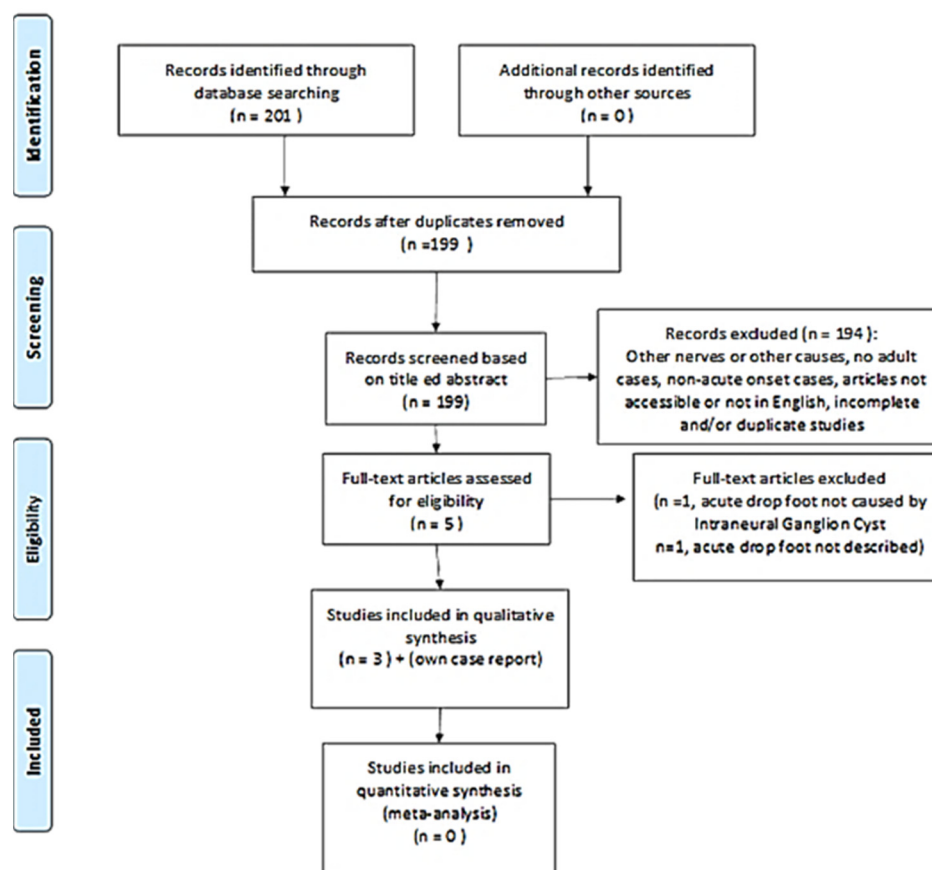 Identification
Records identified through
database searching
(n = 201 )
Additional records identified
through other sources
(n = 0 )
Records after duplicates removed
(n =199 )
Screening
Records screened based
on title ed abstract
(n = 199)
Records excluded (n = 194 ):
Other nerves or other causes, no adult
cases, non-acute onset cases, articles not
accessible or not in English, incomplete
and/or duplicate studies
Eligibility
Full-text articles assessed
for eligibility
(n = 5 )
Full-text articles excluded
(n =1, acute drop foot not caused by
Intraneural Ganglion Cyst
n=1, acute drop foot not described)
Studies included in qualitative
synthesis
(n = 3 ) + (own case report)
Included
Studies included in
quantitative synthesis
(meta-analysis)
(n = 0 )